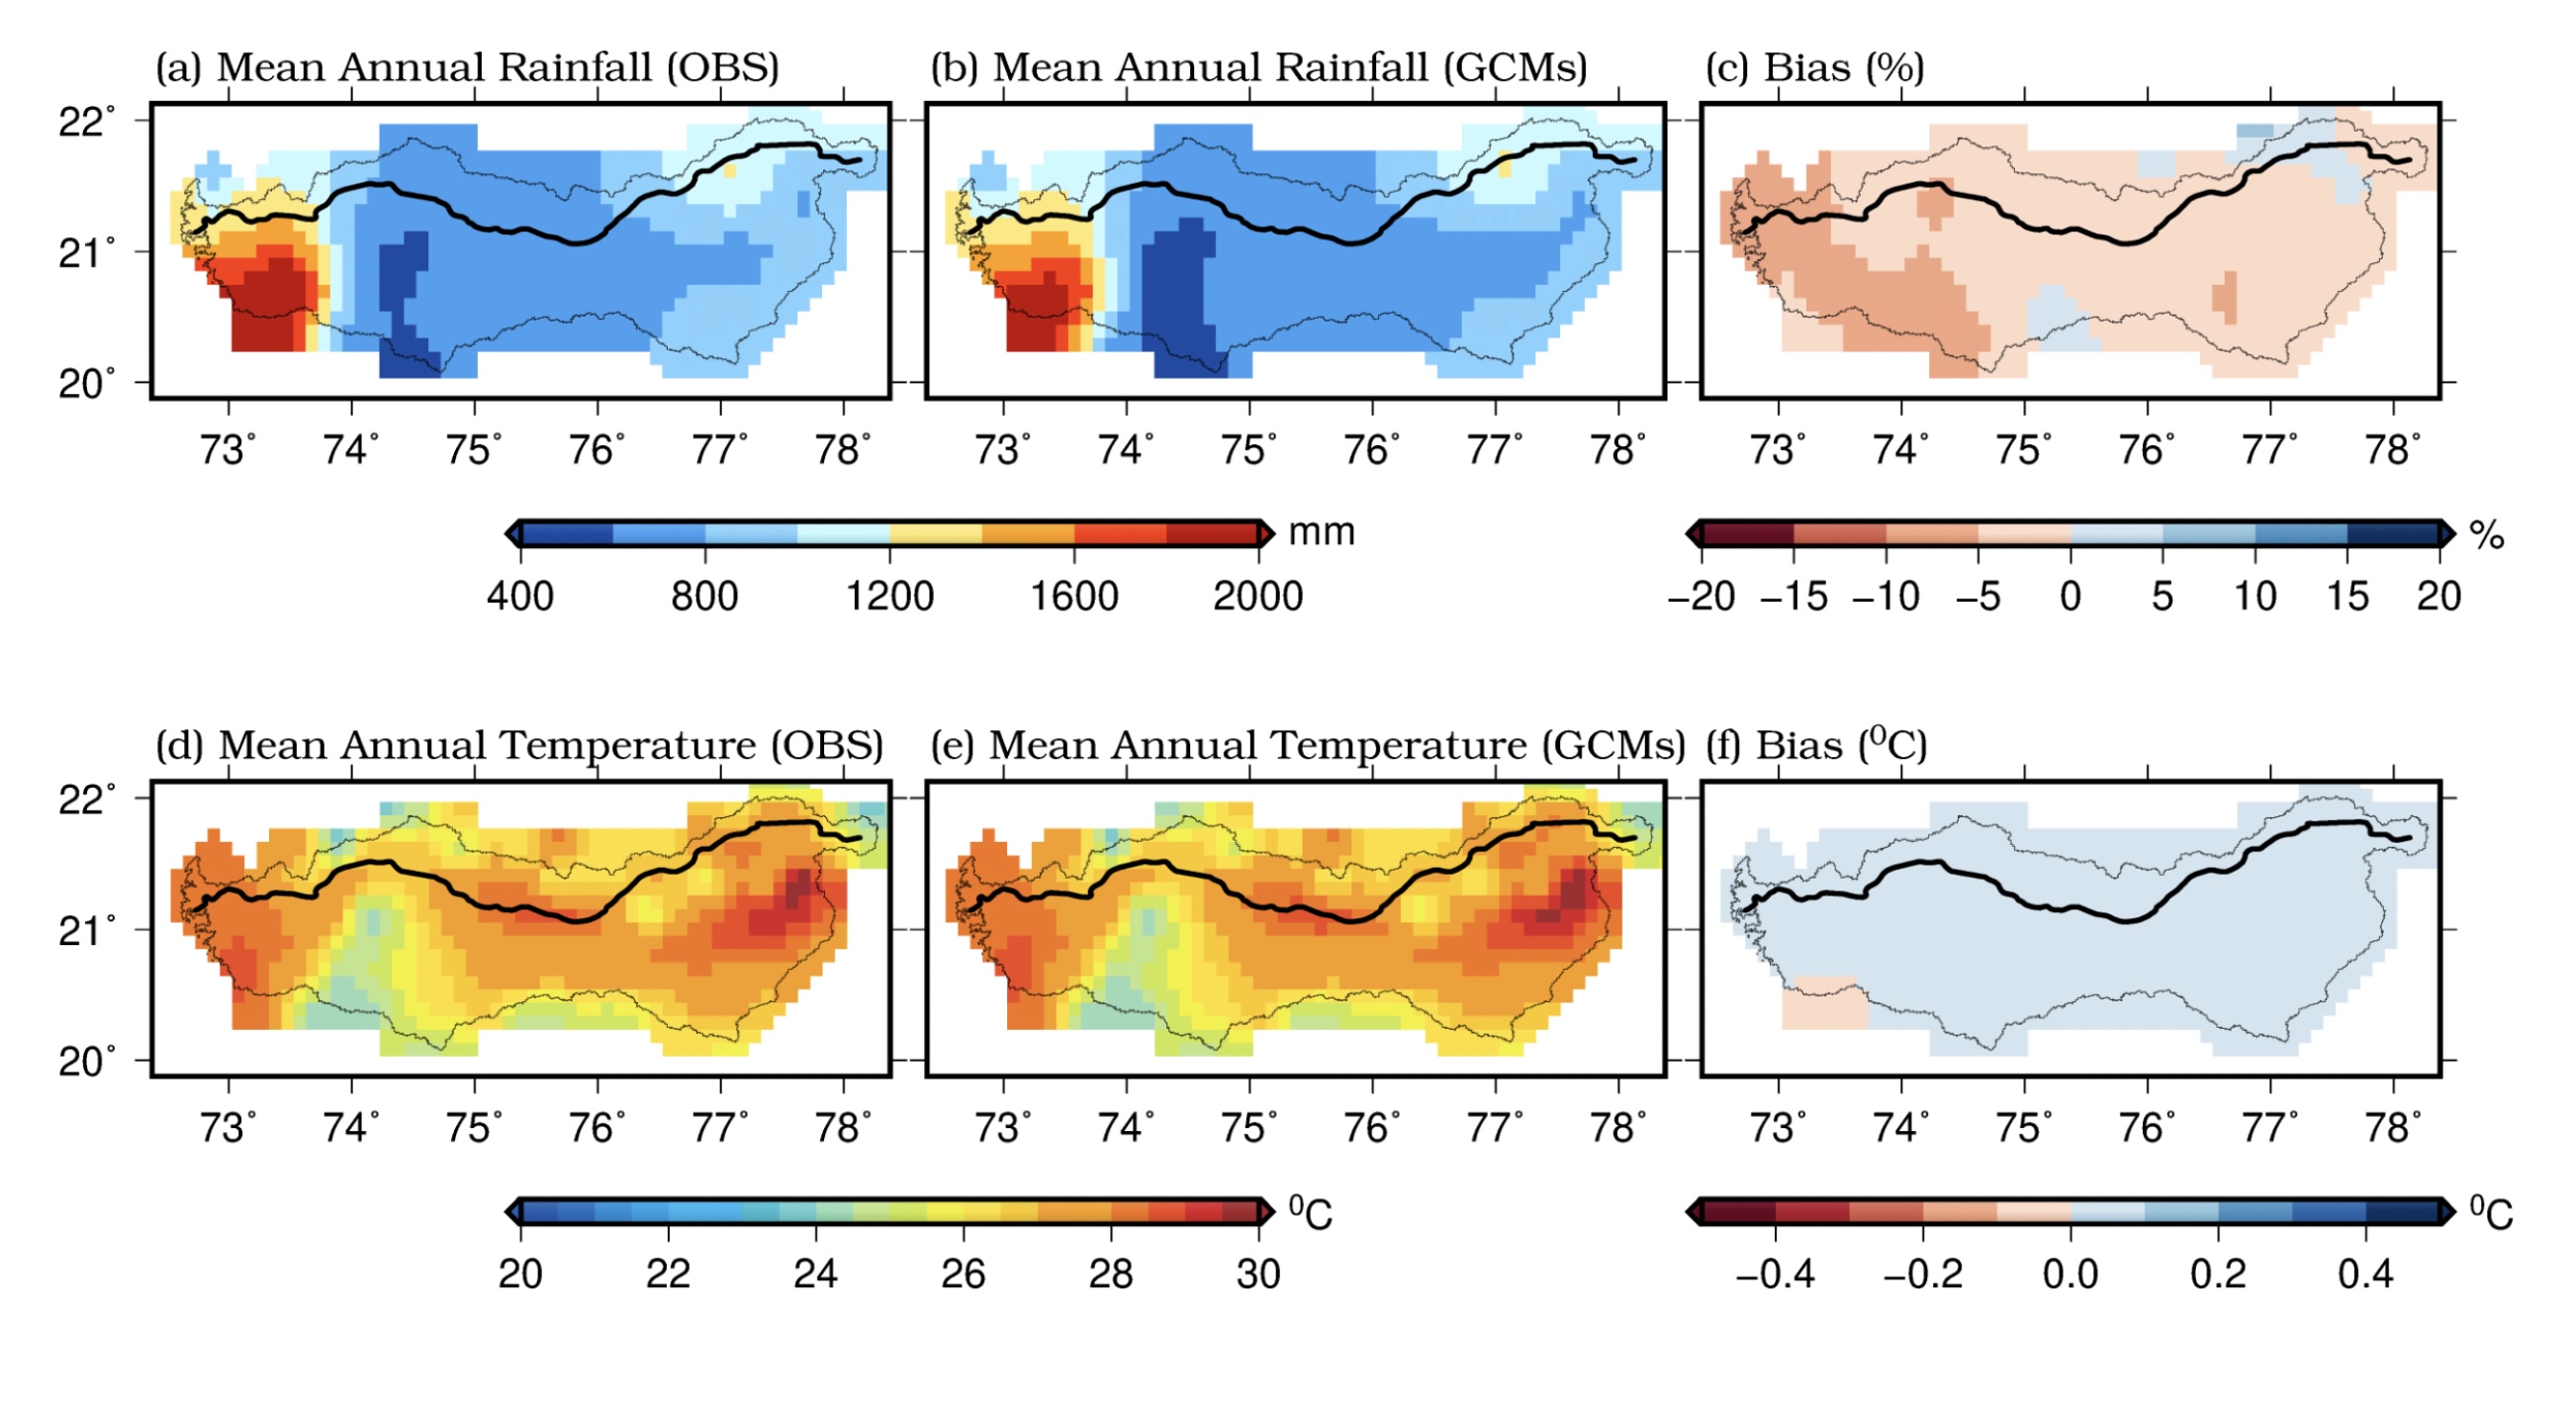 (a) Mean Annual Rainfall (OBS) (b) Mean Annual Rainfall (GCMs) (c) Bias (%)
22°
21°
20°
73° 74° 75° 76° 77° 78° 73° 74° 75° 76° 77° 78° 73° 74° 75° 76° 77° 78°
mm %
400 800 1200 1600 2000 −20 −15 −10 −5 0 5 10 15 20
(d) Mean Annual Temperature (OBS) (e) Mean Annual Temperature (GCMs) (f) Bias (⁰C)
22°
21°
20°
73° 74° 75° 76° 77° 78° 73° 74° 75° 76° 77° 78° 73° 74° 75° 76° 77° 78°
⁰C ⁰C
20 22 24 26 28 30 −0.4 −0.2 0.0 0.2 0.4